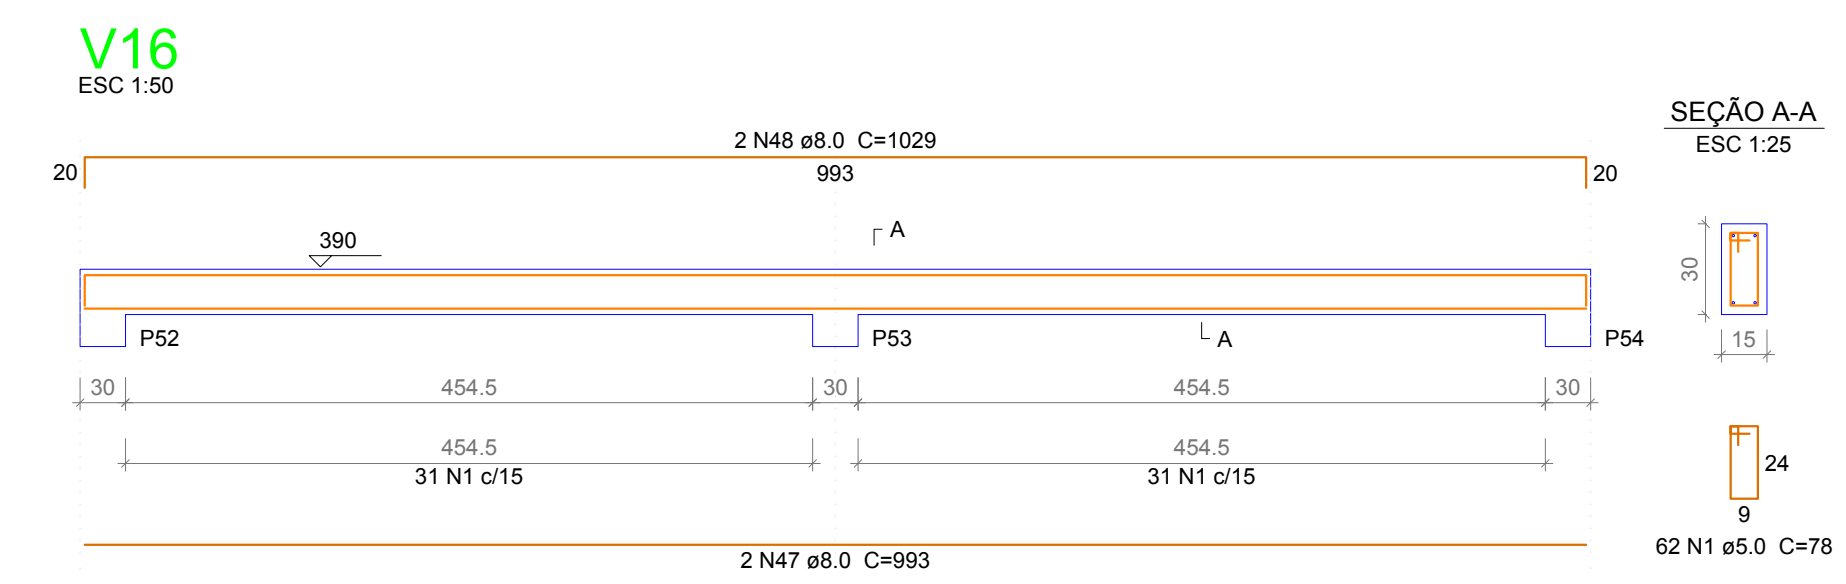 V16
ESC 1:50
SEÇÃO A-A
ESC 1:25
2 N48 ø8.0 C=1029
20
993
20
390
A
30
15
P52
P53
A
P54
30
454.5
30
454.5
30
454.5
454.5
31 N1 c/15
31 N1 c/15
24
9
62 N1 ø5.0 C=78
2 N47 ø8.0 C=993